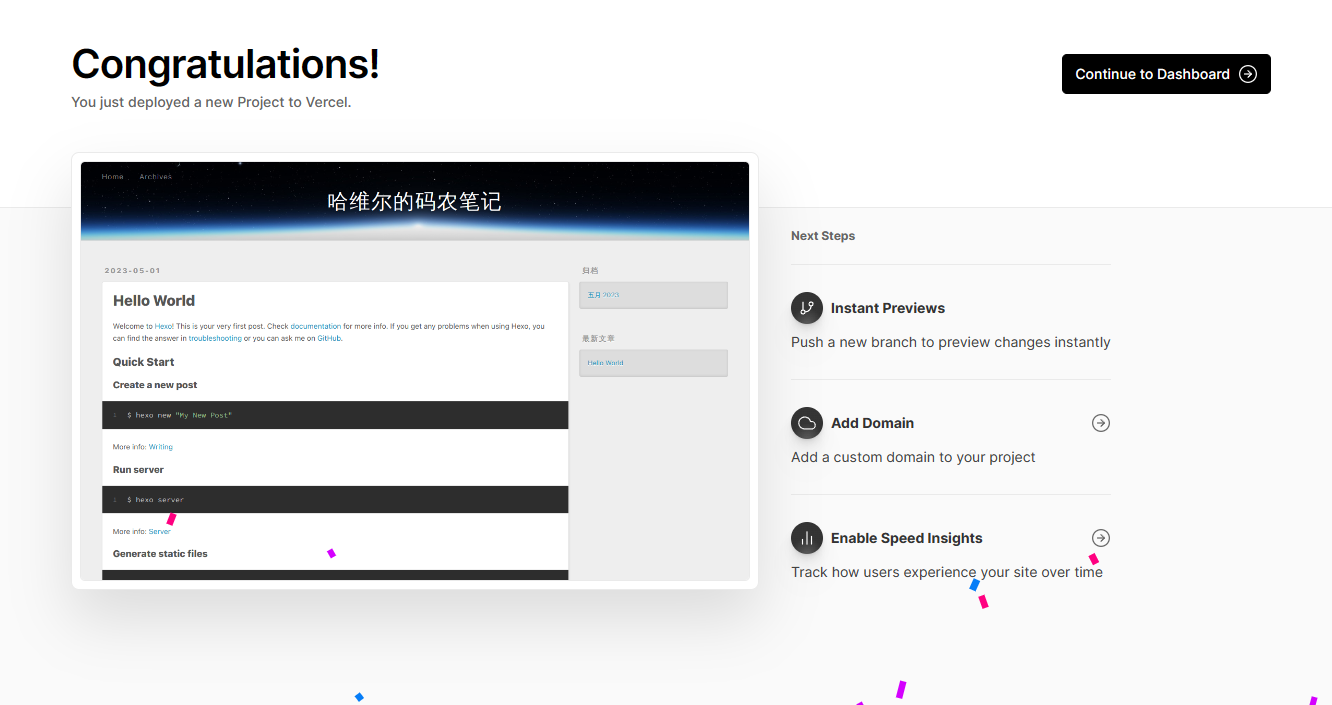 Congratulations!
You just deployed a new Project to Vercel.
Continue to Dashboard
Home Archives
哈维尔的码农笔记
2023-05-01
Hello World
Welcome to Hexo! This is your very first post. Check documentation for more info. If you get any problems when using Hexo, you
can find the answer in troubleshooting or you can ask me on GitHub.
Quick Start
Create a new post
1 $ hexo new "My New Post"
More info: Writing
Run server
1 $ hexo server
More info: Server
Generate static files
归档
五月 2023
最新文章
Hello World
Next Steps
Instant Previews
Push a new branch to preview changes instantly
Add Domain
Add a custom domain to your project
Enable Speed Insights
Track how users experience your site over time